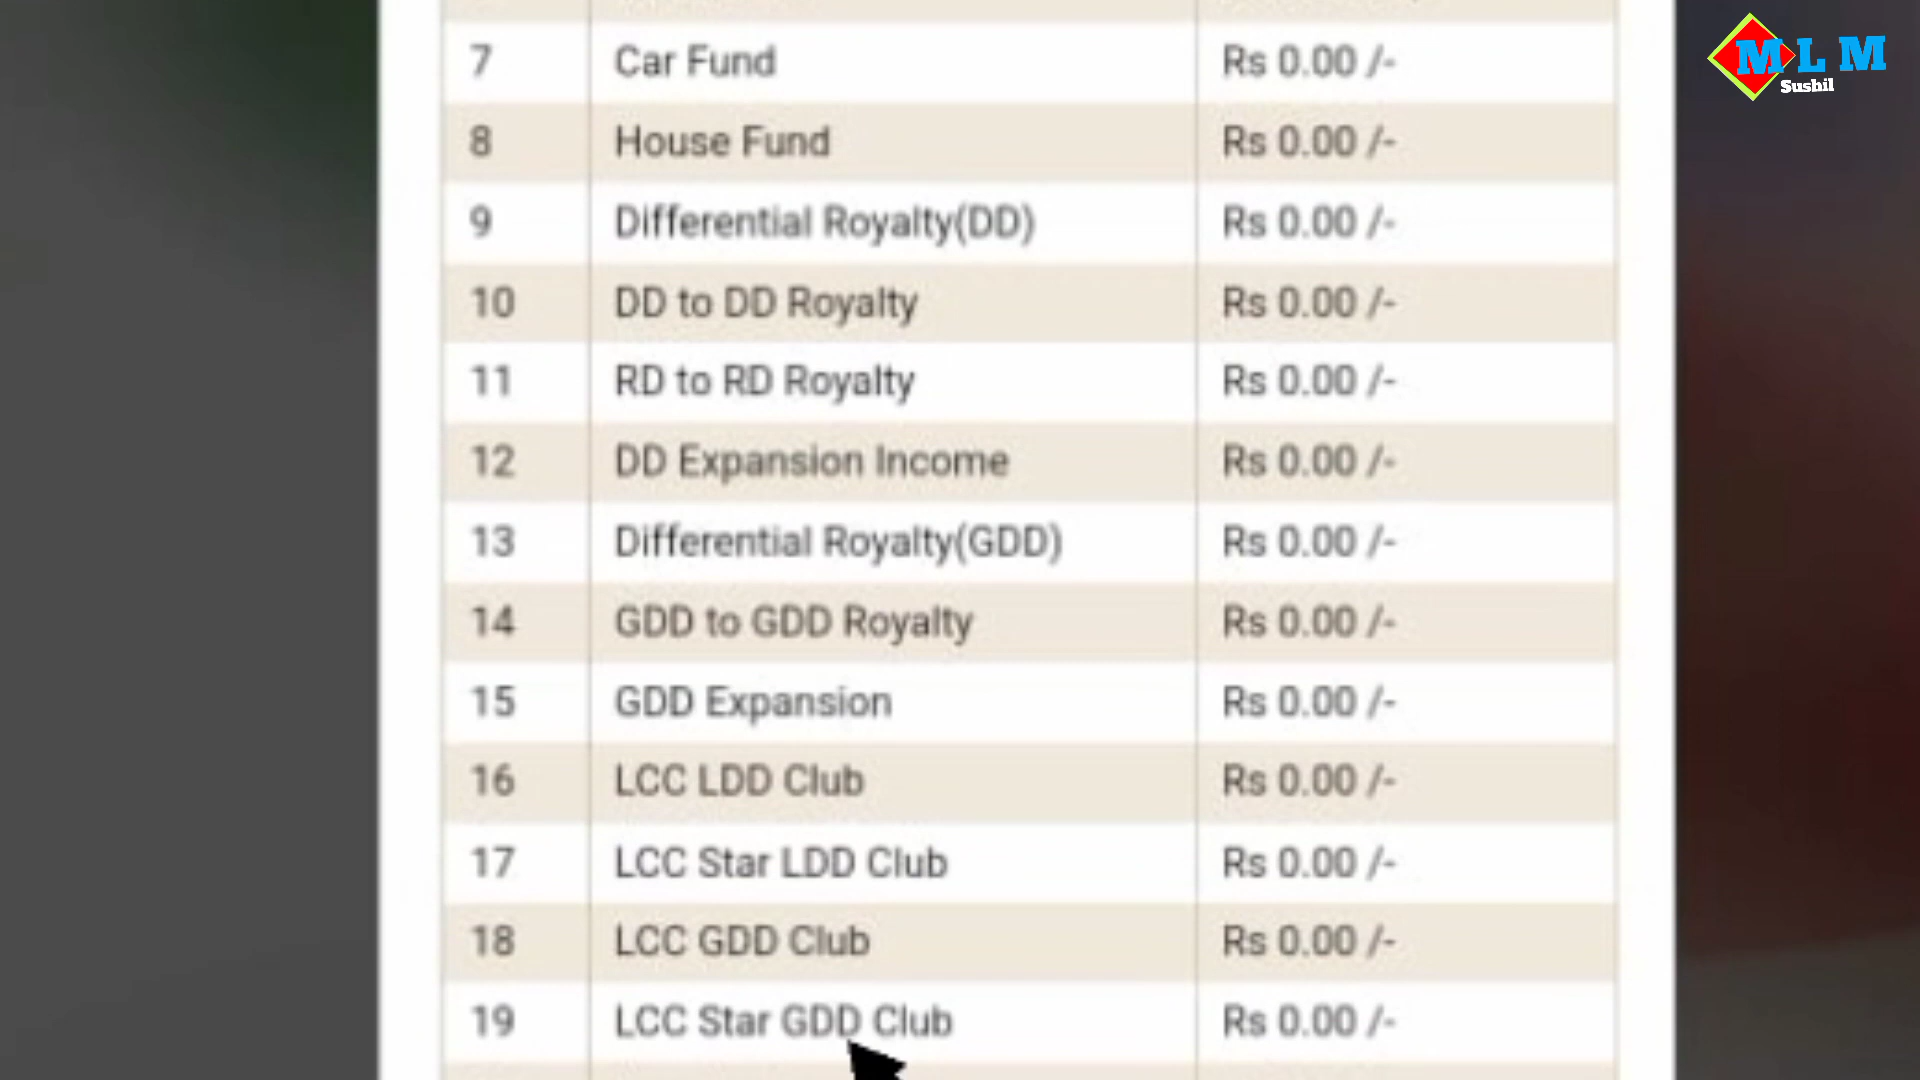 M L M
Sushil
7 Car Fund Rs 0.00 /-
8 House Fund Rs 0.00 /-
9 Differential Royalty(DD) Rs 0.00 /-
10 DD to DD Royalty Rs 0.00 /-
11 RD to RD Royalty Rs 0.00 /-
12 DD Expansion Income Rs 0.00 /-
13 Differential Royalty(GDD) Rs 0.00 /-
14 GDD to GDD Royalty Rs 0.00 /-
15 GDD Expansion Rs 0.00 /-
16 LCC LDD Club Rs 0.00 /-
17 LCC Star LDD Club Rs 0.00 /-
18 LCC GDD Club Rs 0.00 /-
19 LCC Star GDD Club Rs 0.00 /-